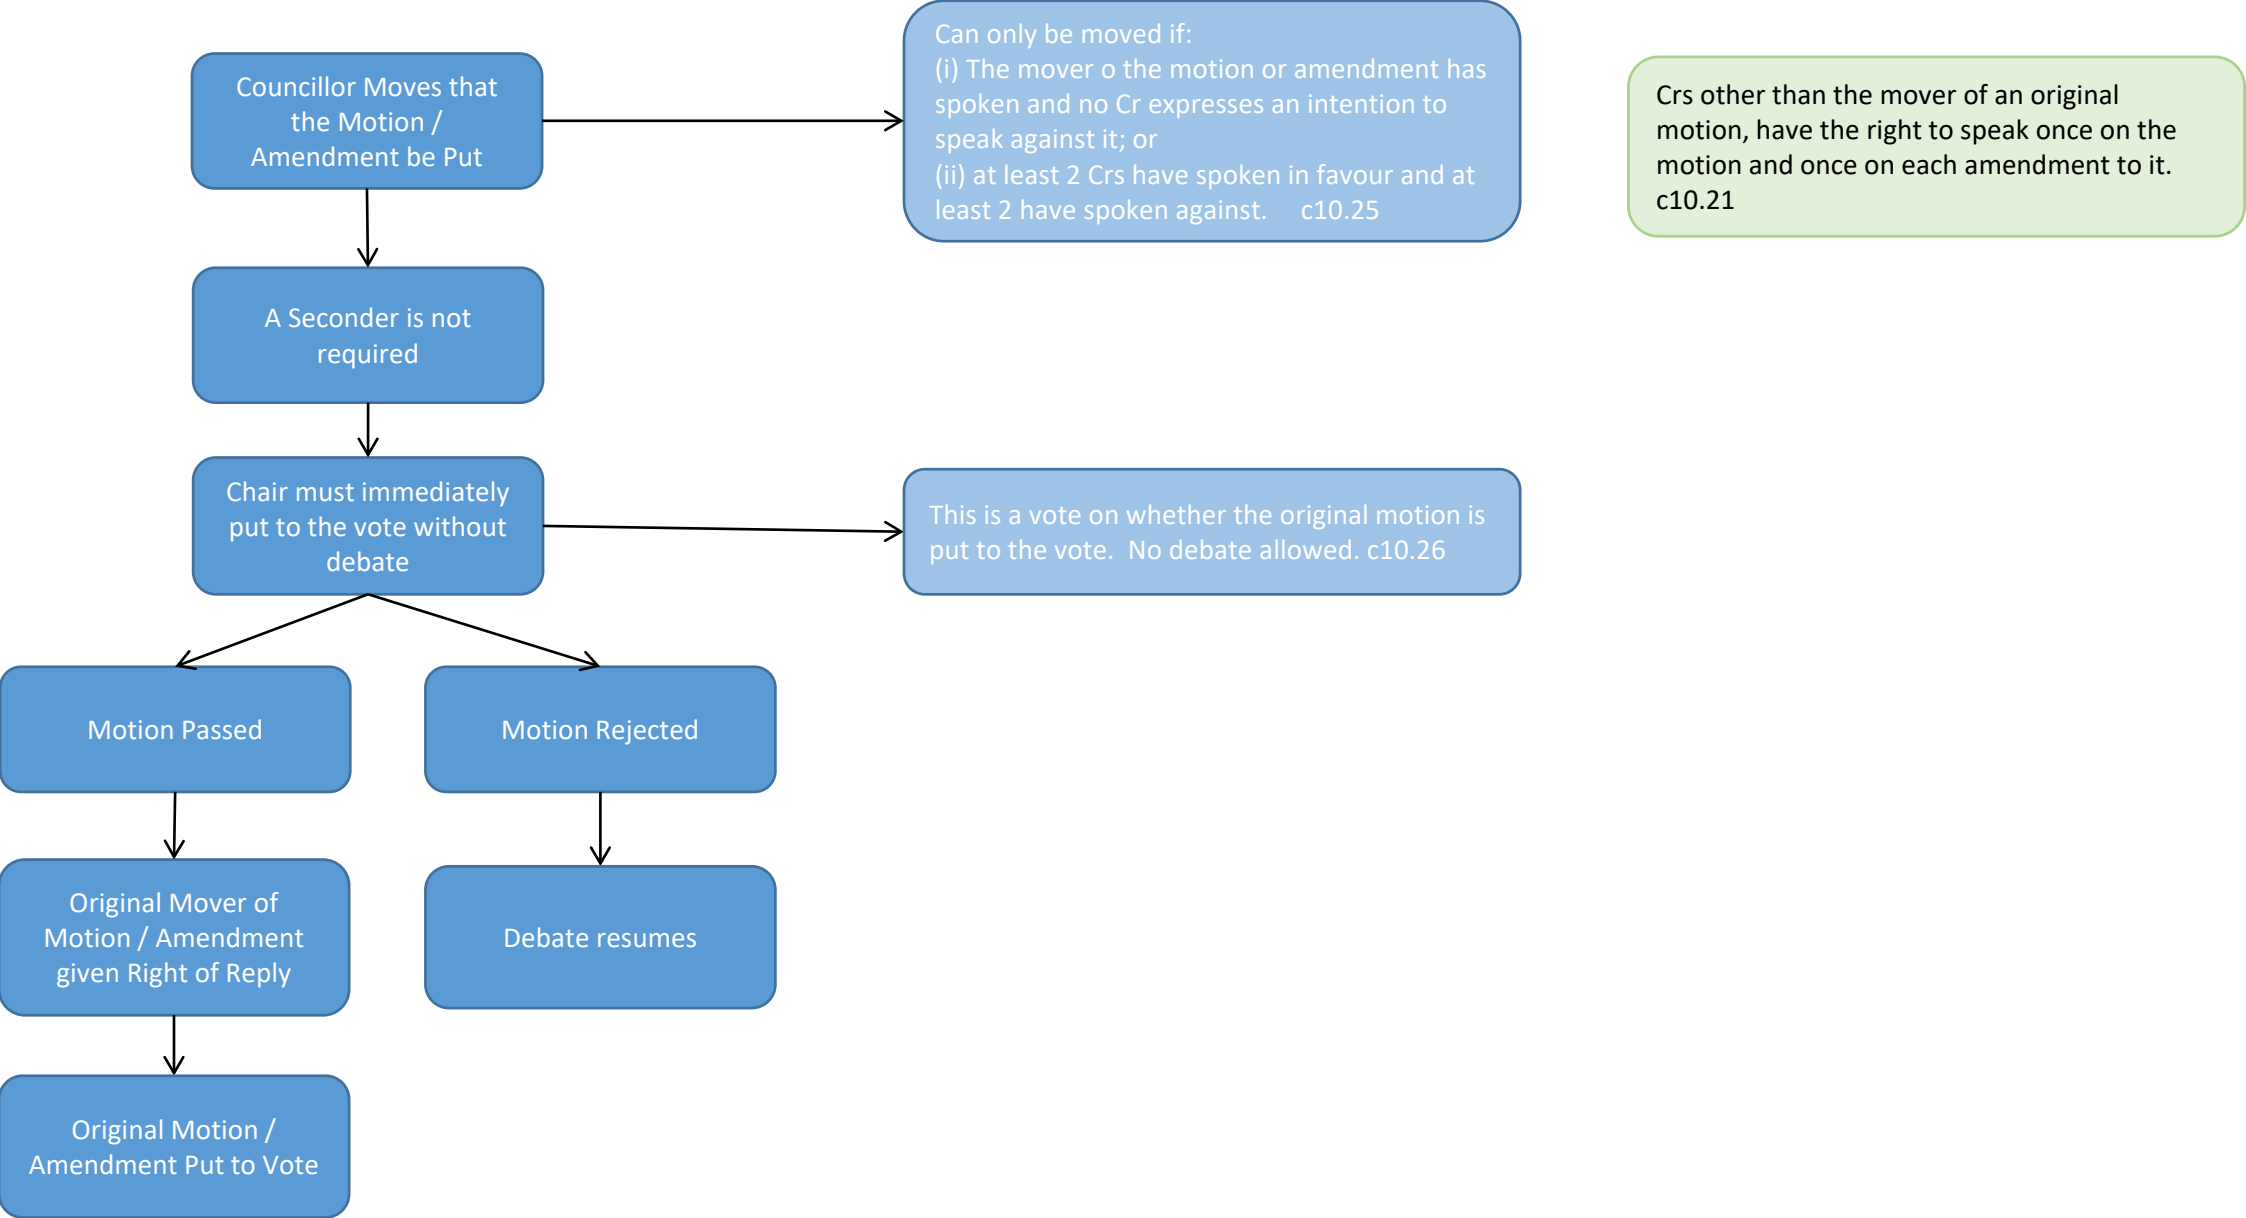 Councillor Moves that
the Motion /
Amendment be Put
Can only be moved if:
(i) The mover o the motion or amendment has
spoken and no Cr expresses an intention to
speak against it; or
(ii) at least 2 Crs have spoken in favour and at
least 2 have spoken against. c10.25
Crs other than the mover of an original
motion, have the right to speak once on the
motion and once on each amendment to it.
c10.21
A Seconder is not
required
Chair must immediately
put to the vote without
debate
This is a vote on whether the original motion is
put to the vote. No debate allowed. c10.26
Motion Passed
Motion Rejected
Original Mover of
Motion / Amendment
given Right of Reply
Debate resumes
Original Motion /
Amendment Put to Vote